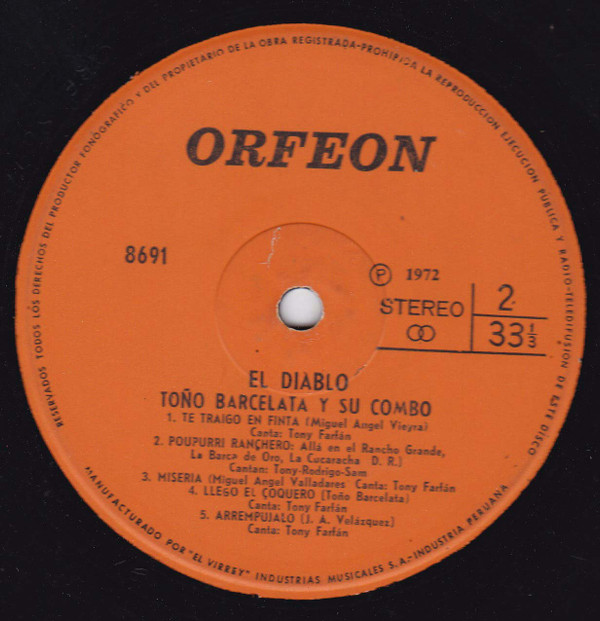 RESERVADOS TODOS LOS DERECHOS DEL PRODUCTOR FONOGRAFICO Y DEL PROPIETARIO DE LA OBRA REGISTRADA-PROHIBIDA LA REPRODUCCION EJECUCION PUBLICA Y RADIO-TELEDIFUSION DE ESTE DISCO
ORFEON
8691
Ⓟ 1972
STEREO
2
33⅓
EL DIABLO
TOÑO BARCELATA Y SU COMBO
1. TE TRAIGO EN FINTA (Miguel Angel Vieyra)
Canta: Tony Farfán
2. POUPURRI RANCHERO: Allá en el Rancho Grande,
La Barca de Oro, La Cucaracha D. R.)
Cantan: Tony-Rodrigo-Sam
3. MISERIA (Miguel Angel Valladares Canta: Tony Farfán
4. LLEGO EL COQUERO (Toño Barcelata)
Canta: Tony Farfán
5. ARREMPUJALO (J. A. Velázquez)
Canta: Tony Farfán
MANUFACTURADO POR "EL VIRREY" INDUSTRIAS MUSICALES S.A.-INDUSTRIA PERUANA